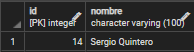 id
[PK] integer
nombre
character varying (100)
1
14
Sergio Quintero